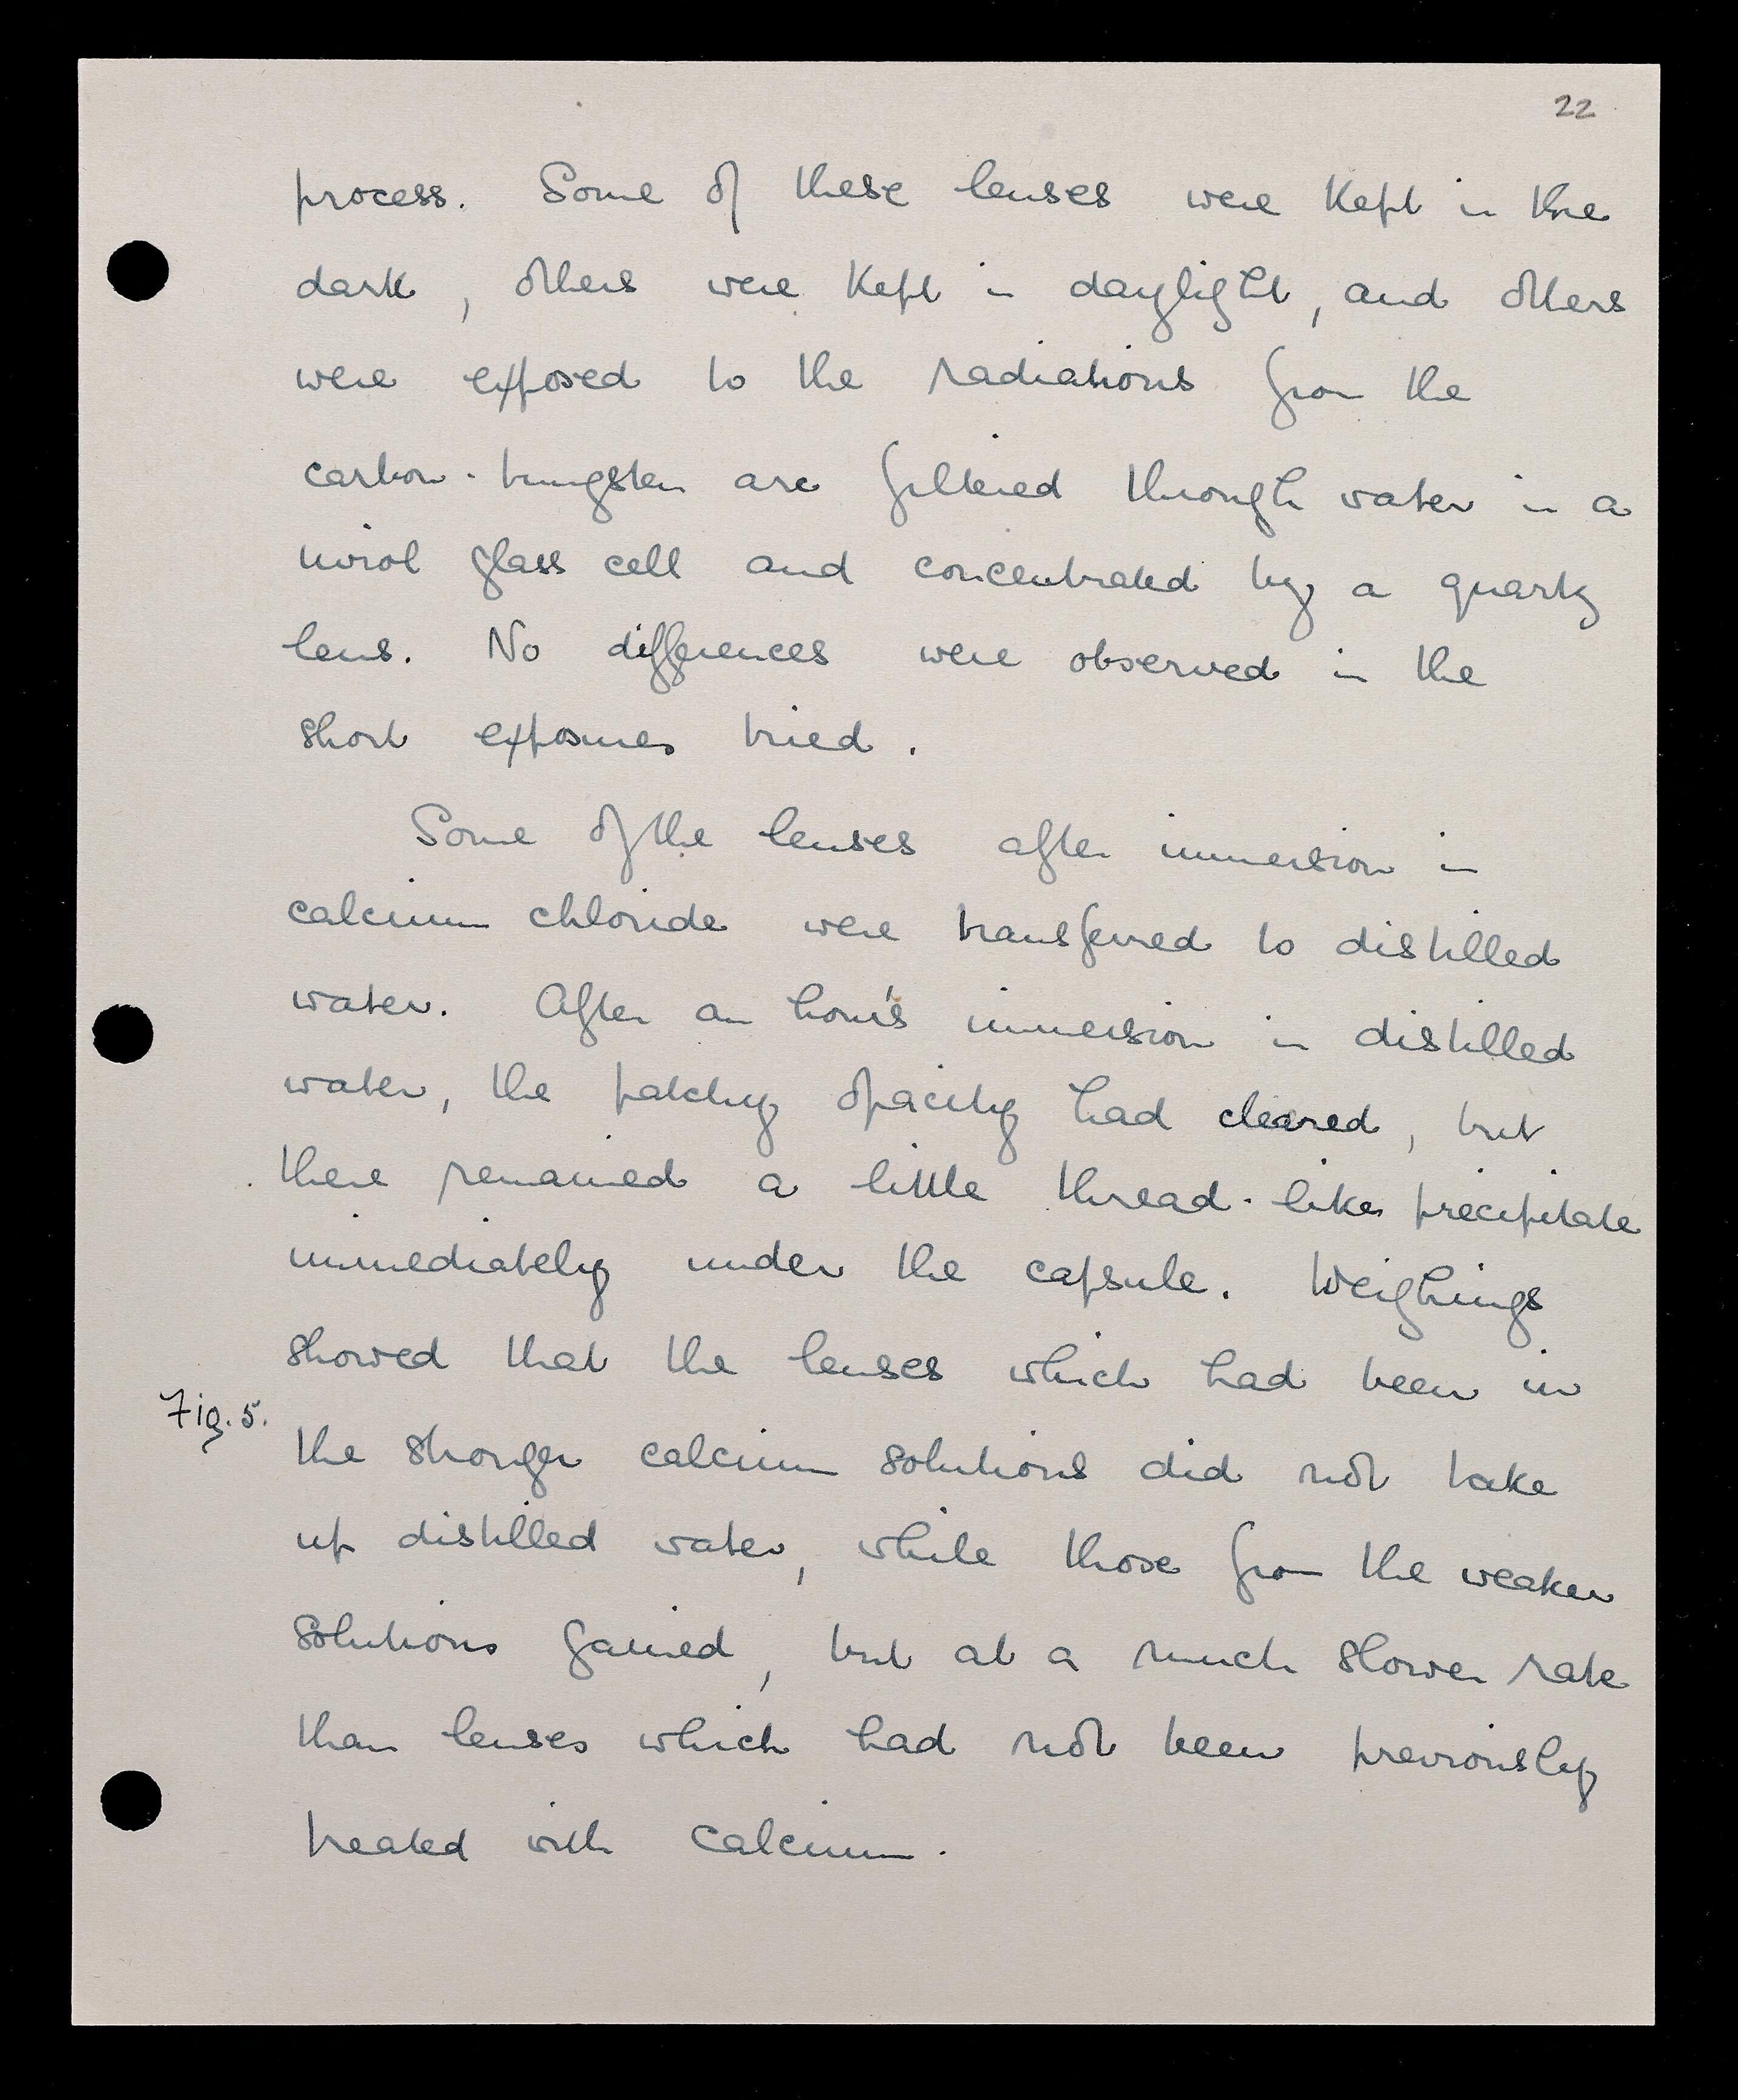 22
process. Some of these lenses were kept in the
dark, others were kept in daylight, and others
were exposed to the radiations from the
carbon-tungsten arc filtered through water in a
uviol glass cell and concentrated by a quartz
lens. No differences were observed in the
short exposures tried.
Some of the lenses after immersion in
calcium chloride were transferred to distilled
water. After an hour's immersion in distilled
water, the patchy opacity had cleared, but
there remained a little thread-like precipitate
immediately under the capsule. Weighings
showed that the lenses which had been in
Fig. 5.
the stronger calcium solutions did not take
up distilled water, while those from the weaker
solutions gained, but at a much slower rate
than lenses which had not been previously
treated with calcium.